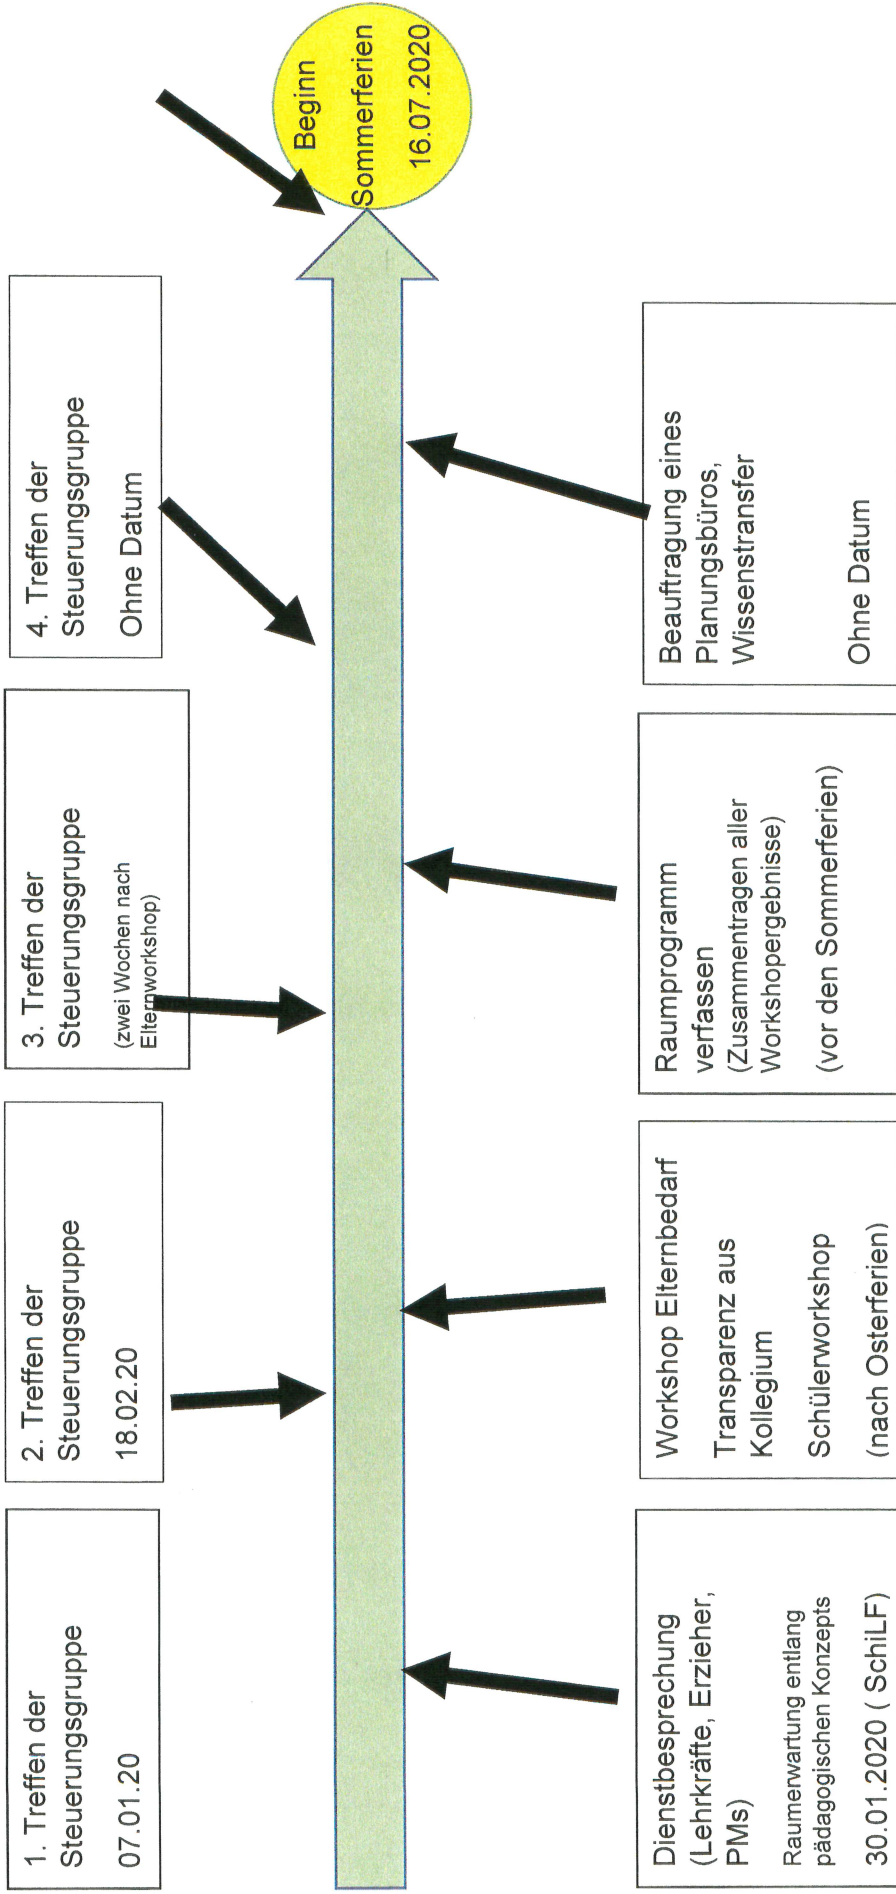 1. Treffen der
Steuerungsgruppe
07.01.20
2. Treffen der
Steuerungsgruppe
18.02.20
3. Treffen der
Steuerungsgruppe
(zwei Wochen nach
Elternworkshop)
4. Treffen der
Steuerungsgruppe
Ohne Datum
Beginn
Sommerferien
16.07.2020
Dienstbesprechung
(Lehrkräfte, Erzieher,
PMs)
Raumerwartung entlang
pädagogischen Konzepts
30.01.2020 ( SchiLF)
Workshop Elternbedarf
Transparenz aus
Kollegium
Schülerworkshop
(nach Osterferien)
Raumprogramm
verfassen
(Zusammentragen aller
Workshopergebnisse)
(vor den Sommerferien)
Beauftragung eines
Planungsbüros,
Wissenstransfer
Ohne Datum